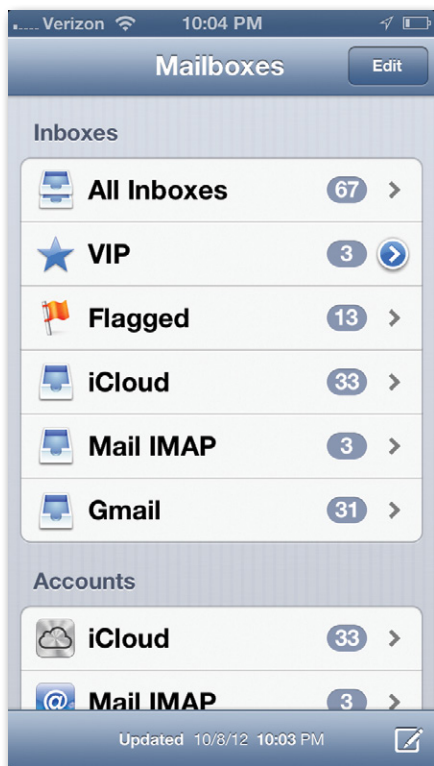 Verizon 10:04 PM
Mailboxes Edit
Inboxes
All Inboxes 67
VIP 3
Flagged 13
iCloud 33
Mail IMAP 3
Gmail 31
Accounts
iCloud 33
@ Mail IMAP 3
Updated 10/8/12 10:03 PM